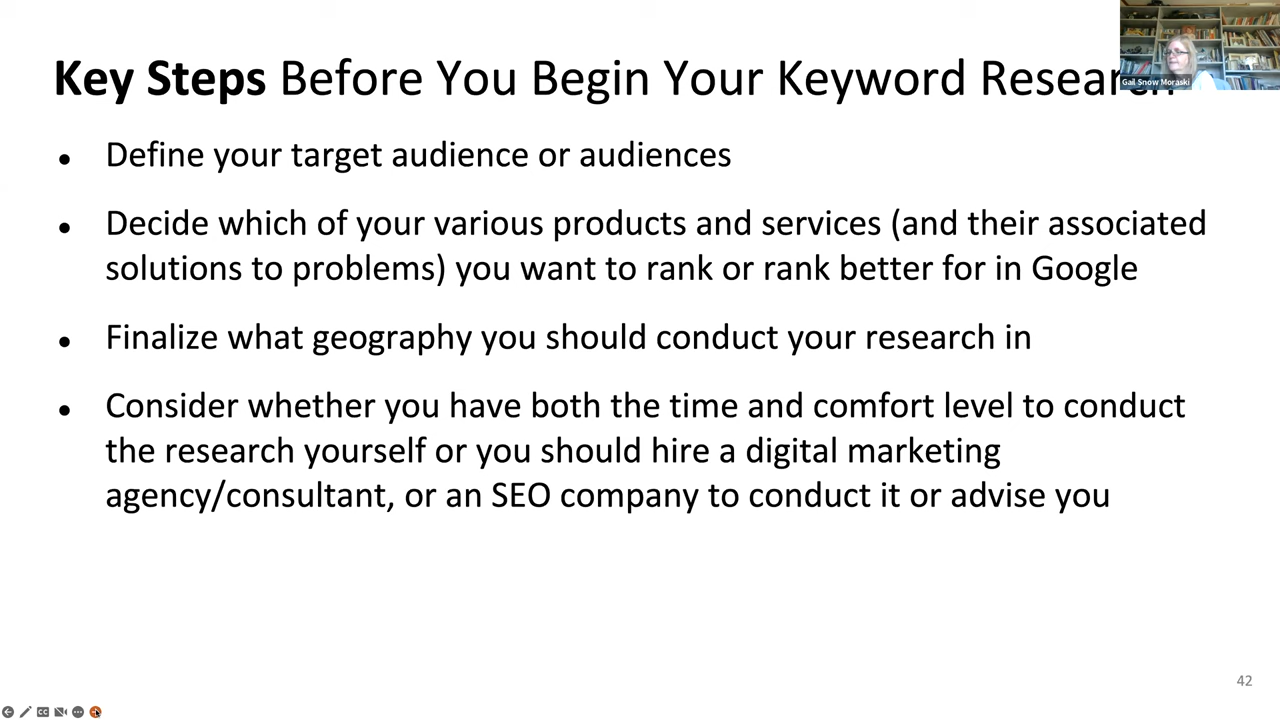 Key Steps Before You Begin Your Keyword Research
Gail Snow Moraski
● Define your target audience or audiences
● Decide which of your various products and services (and their associated
solutions to problems) you want to rank or rank better for in Google
● Finalize what geography you should conduct your research in
● Consider whether you have both the time and comfort level to conduct
the research yourself or you should hire a digital marketing
agency/consultant, or an SEO company to conduct it or advise you
42
CC